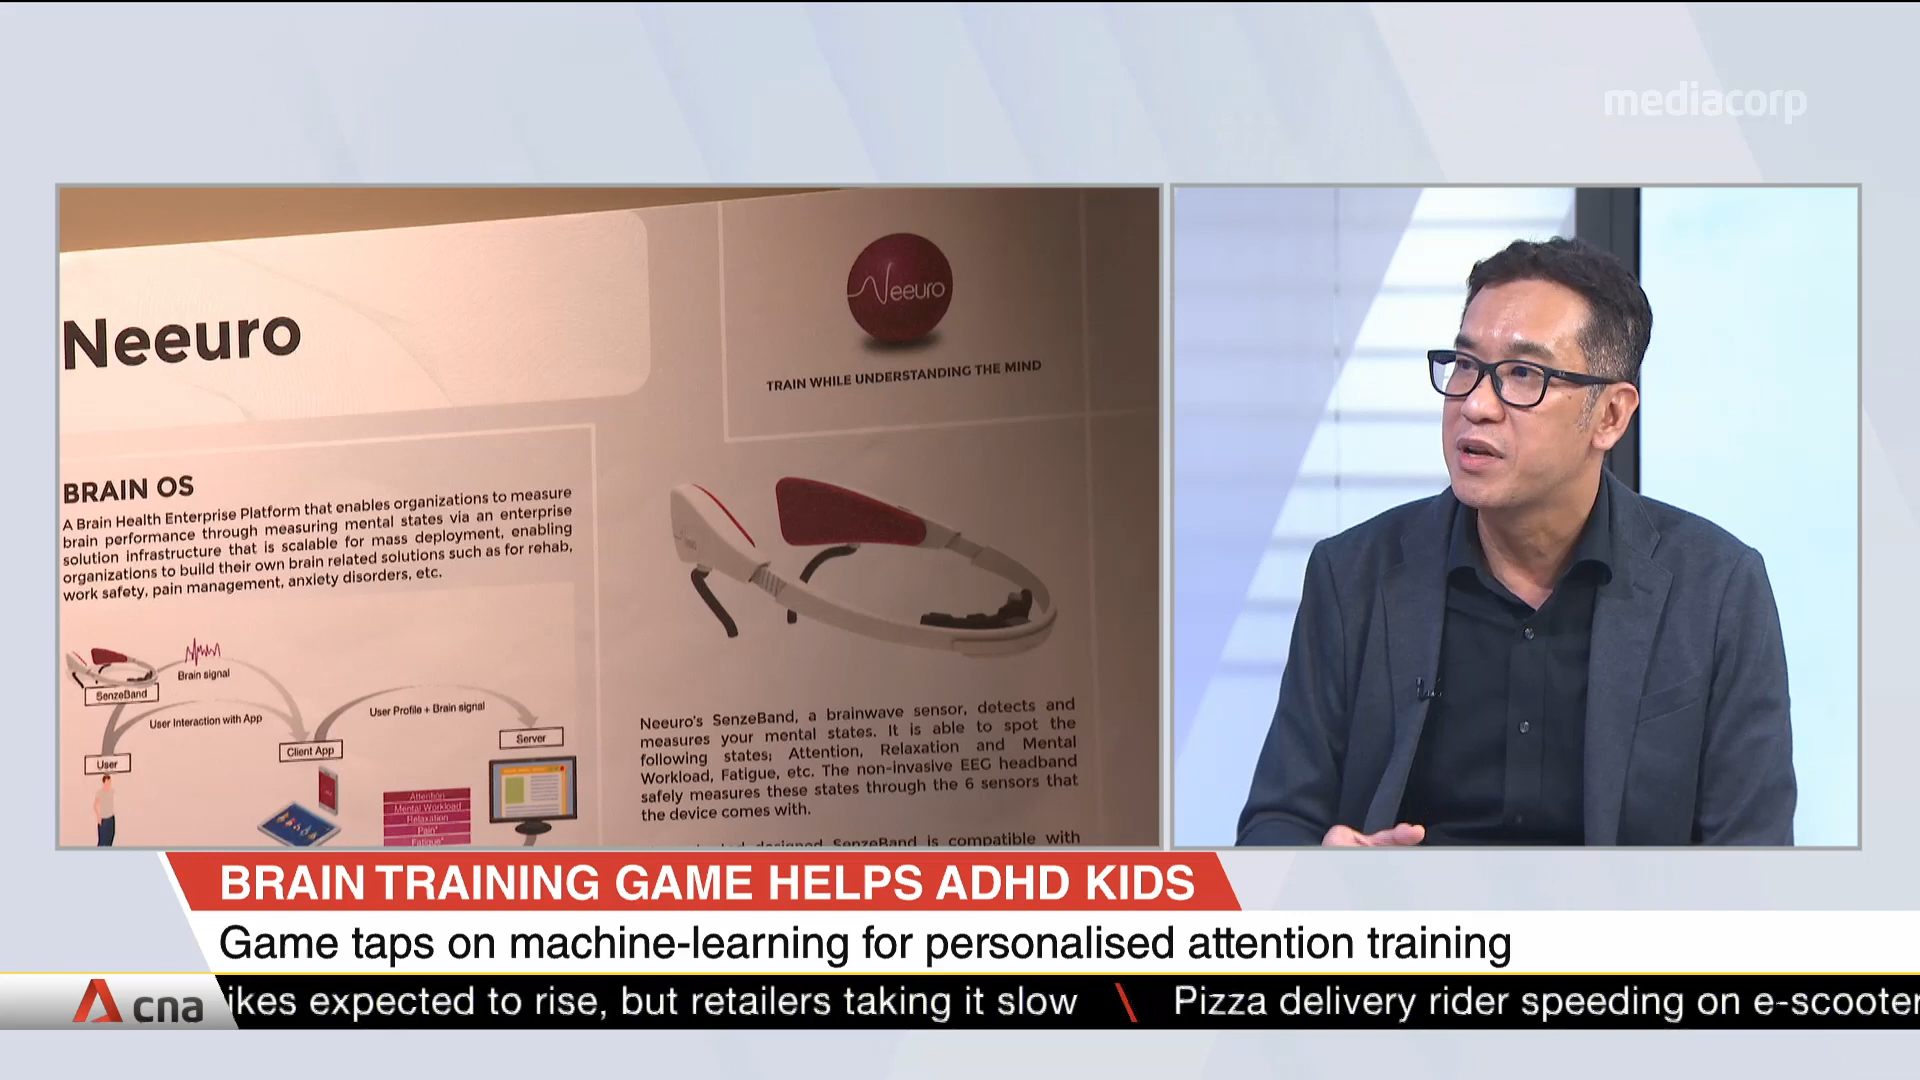 mediacorp
Neeuro
Neeuro
TRAIN WHILE UNDERSTANDING THE MIND
BRAIN OS
A Brain Health Enterprise Platform that enables organizations to measure
brain performance through measuring mental states via an enterprise
solution infrastructure that is scalable for mass deployment, enabling
organizations to build their own brain related solutions such as for rehab,
work safety, pain management, anxiety disorders, etc.
Brain signal
SenzeBand
User Interaction with App
User Profile + Brain signal
Client App
Server
User
Attention
Mental Workload
Relaxation
Pain*
Fatigue*
Neeuro's SenzeBand, a brainwave sensor, detects and
measures your mental states. It is able to spot the
following states; Attention, Relaxation and Mental
Workload, Fatigue, etc. The non-invasive EEG headband
safely measures these states through the 6 sensors that
the device comes with.
designed SenzeBand is compatible with
BRAIN TRAINING GAME HELPS ADHD KIDS
Game taps on machine-learning for personalised attention training
cna
ikes expected to rise, but retailers taking it slow \ Pizza delivery rider speeding on e-scooter